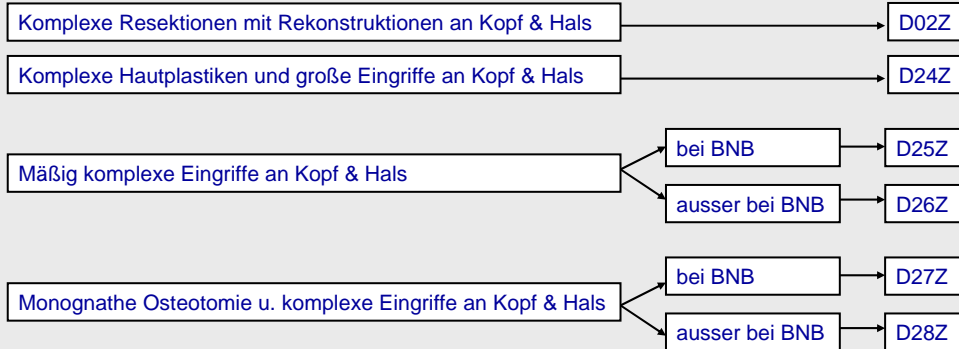 Komplexe Resektionen mit Rekonstruktionen an Kopf & Hals D02Z
Komplexe Hautplastiken und große Eingriffe an Kopf & Hals D24Z
bei BNB D25Z
Mäßig komplexe Eingriffe an Kopf & Hals
ausser bei BNB D26Z
bei BNB D27Z
Monognathe Osteotomie u. komplexe Eingriffe an Kopf & Hals
ausser bei BNB D28Z